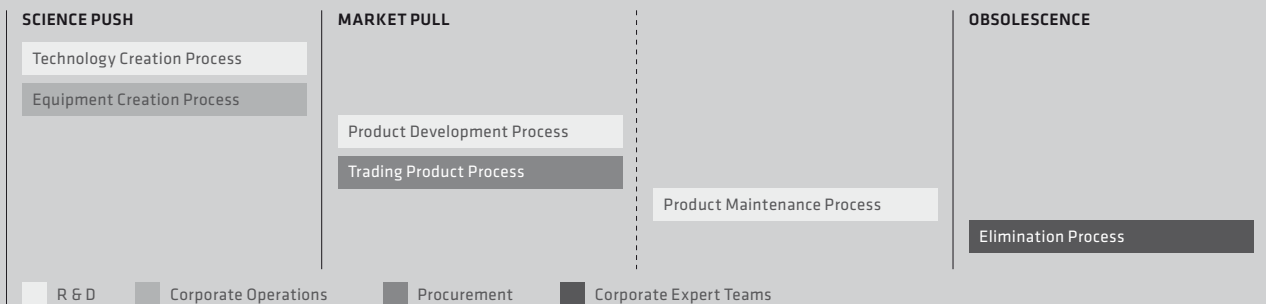 SCIENCE PUSH
MARKET PULL
OBSOLESCENCE
Technology Creation Process
Equipment Creation Process
Product Development Process
Trading Product Process
Product Maintenance Process
Elimination Process
R & D
Corporate Operations
Procurement
Corporate Expert Teams